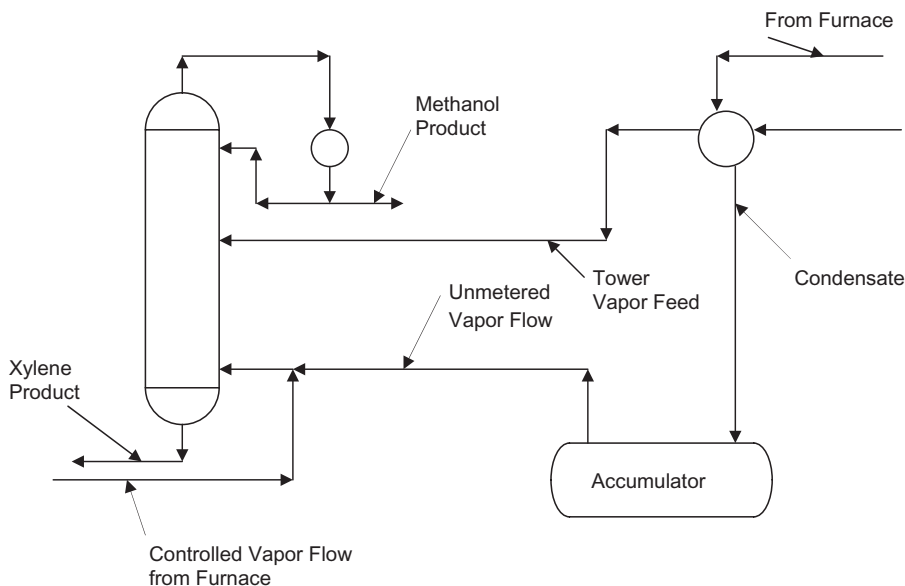 From Furnace
Methanol
Product
Condensate
Tower
Vapor Feed
Unmetered
Vapor Flow
Xylene
Product
Accumulator
Controlled Vapor Flow
from Furnace